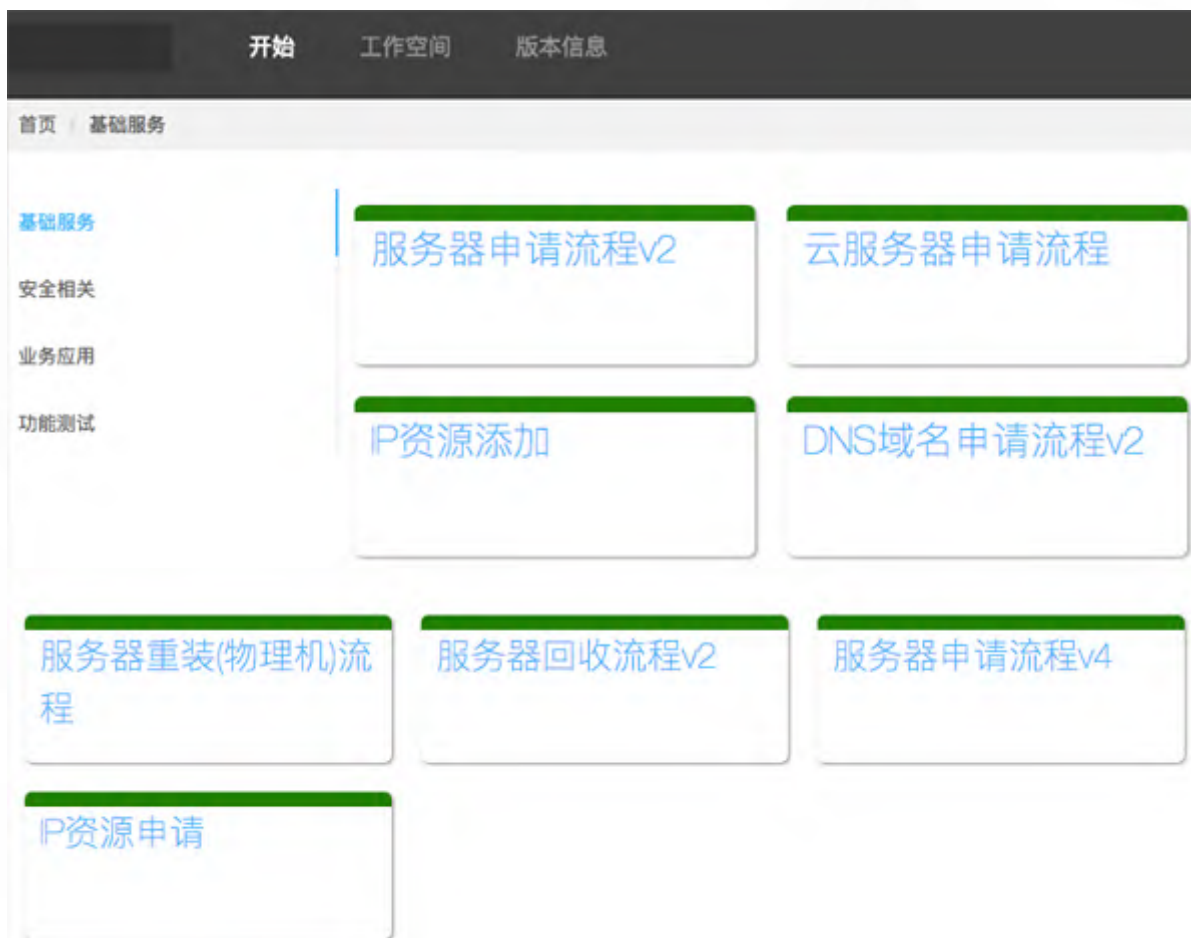 开始 工作空间 版本信息
首页 / 基础服务
基础服务
安全相关
业务应用
功能测试
服务器申请流程v2
云服务器申请流程
IP资源添加
DNS域名申请流程v2
服务器重装(物理机)流
程
服务器回收流程v2
服务器申请流程v4
IP资源申请